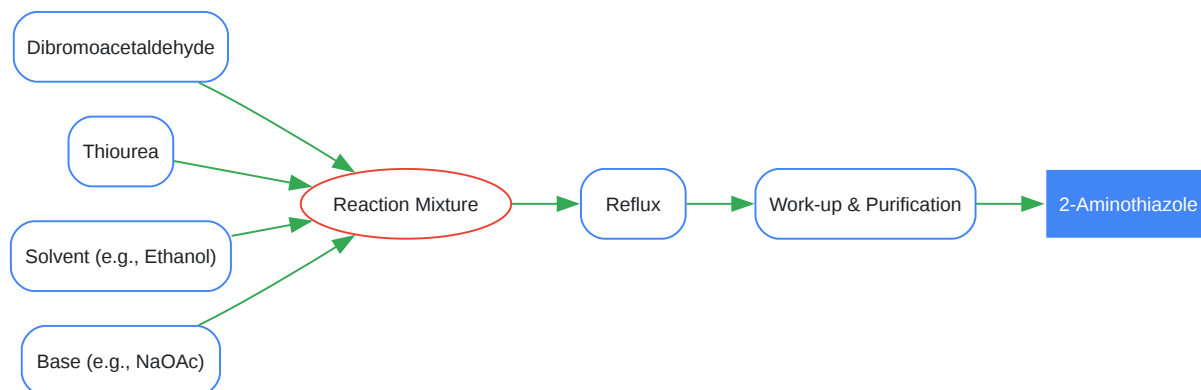 Dibromoacetaldehyde
Thiourea
Solvent (e.g., Ethanol)
Base (e.g., NaOAc)
Reaction Mixture
Reflux
Work-up & Purification
2-Aminothiazole